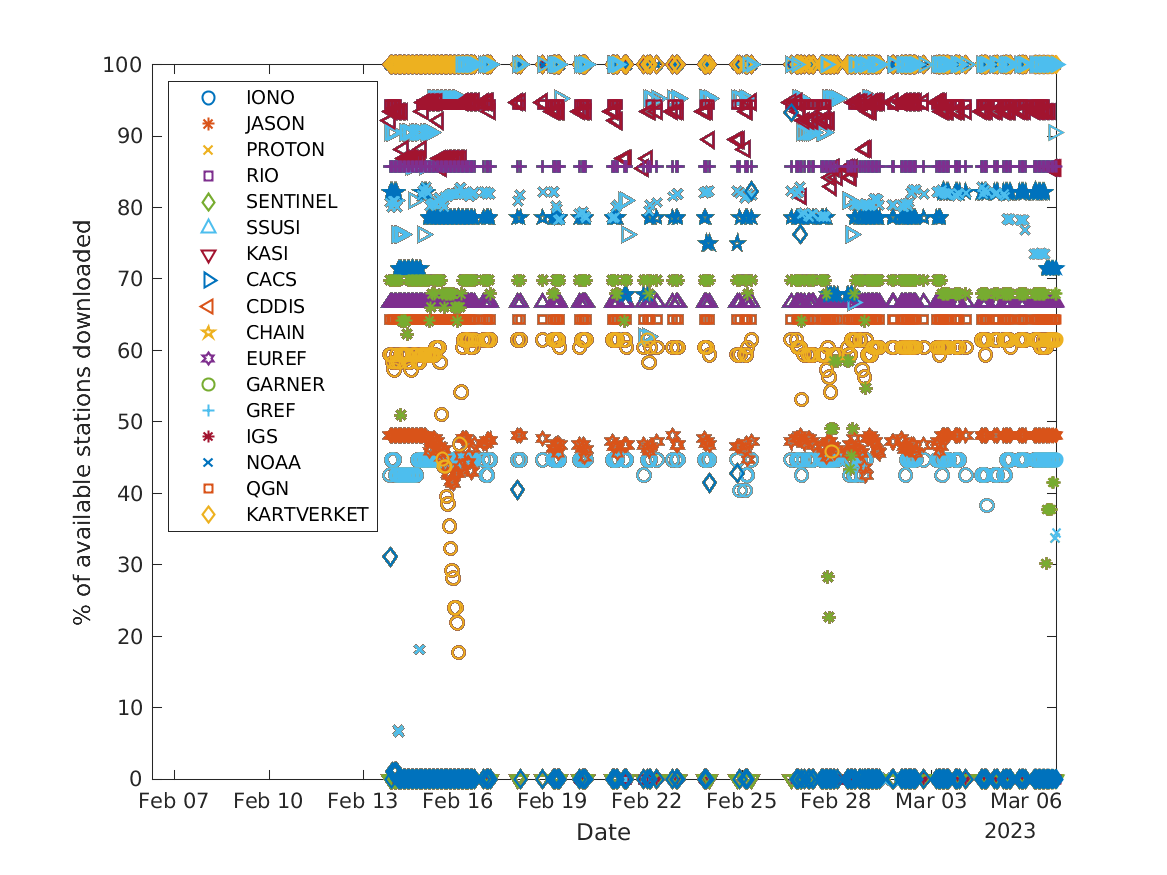 100
90
80
70
60
50
40
30
20
10
0
% of available stations downloaded
IONO
JASON
PROTON
RIO
SENTINEL
SSUSI
KASI
CACS
CDDIS
CHAIN
EUREF
GARNER
GREF
IGS
NOAA
QGN
KARTVERKET
Feb 07 Feb 10 Feb 13 Feb 16 Feb 19 Feb 22 Feb 25 Feb 28 Mar 03 Mar 06
Date
2023